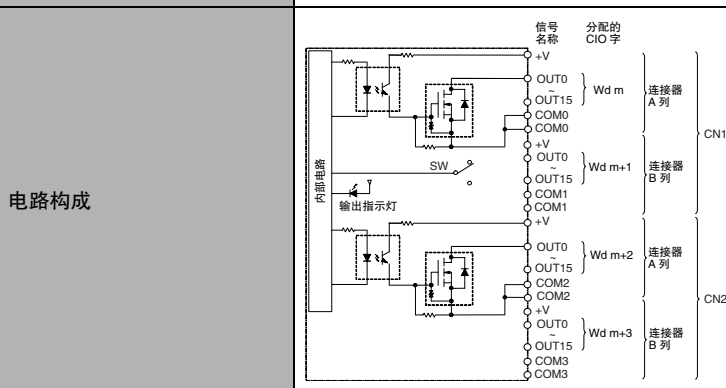 电路构成
信号
名称
分配的
CIO 字
+V
OUT0
~
OUT15
COM0
COM0
Wd m
连接器
A 列
+V
OUT0
~
OUT15
COM1
COM1
Wd m+1
连接器
B 列
CN1
内部电路
SW
输出指示灯
+V
OUT0
~
OUT15
COM2
COM2
Wd m+2
连接器
A 列
+V
OUT0
~
OUT15
COM3
COM3
Wd m+3
连接器
B 列
CN2